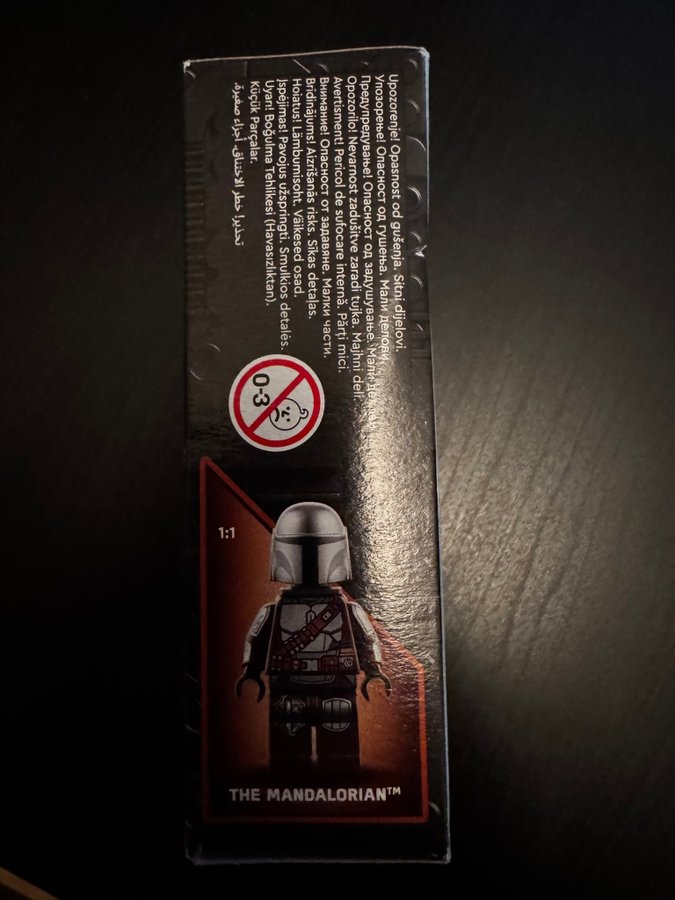 Upozorenje! Opasnost od gušenja. Sitni dijelovi.
Упозорење! Опасност од гушења. Мали делови.
Предупредување! Опасност од задушување. Мали делови.
Opozorilo! Nevarnost zadušitve zaradi tujka. Majhni deli.
Avertisment! Pericol de sufocare internă. Părți mici.
Внимание! Опасност от задавяне. Малки части.
Brīdinājums! Aizrīšanās risks. Sīkas detaļas.
Hoiatus! Lämbumisoht. Väikesed osad.
Įspėjimas! Pavojus užspringti. Smulkios detalės.
Uyarı! Boğulma Tehlikesi (Havasızlıktan).
Küçük Parçalar.
تحذير! خطر الاختناق. أجزاء صغيرة.
0-3
1:1
THE MANDALORIAN™